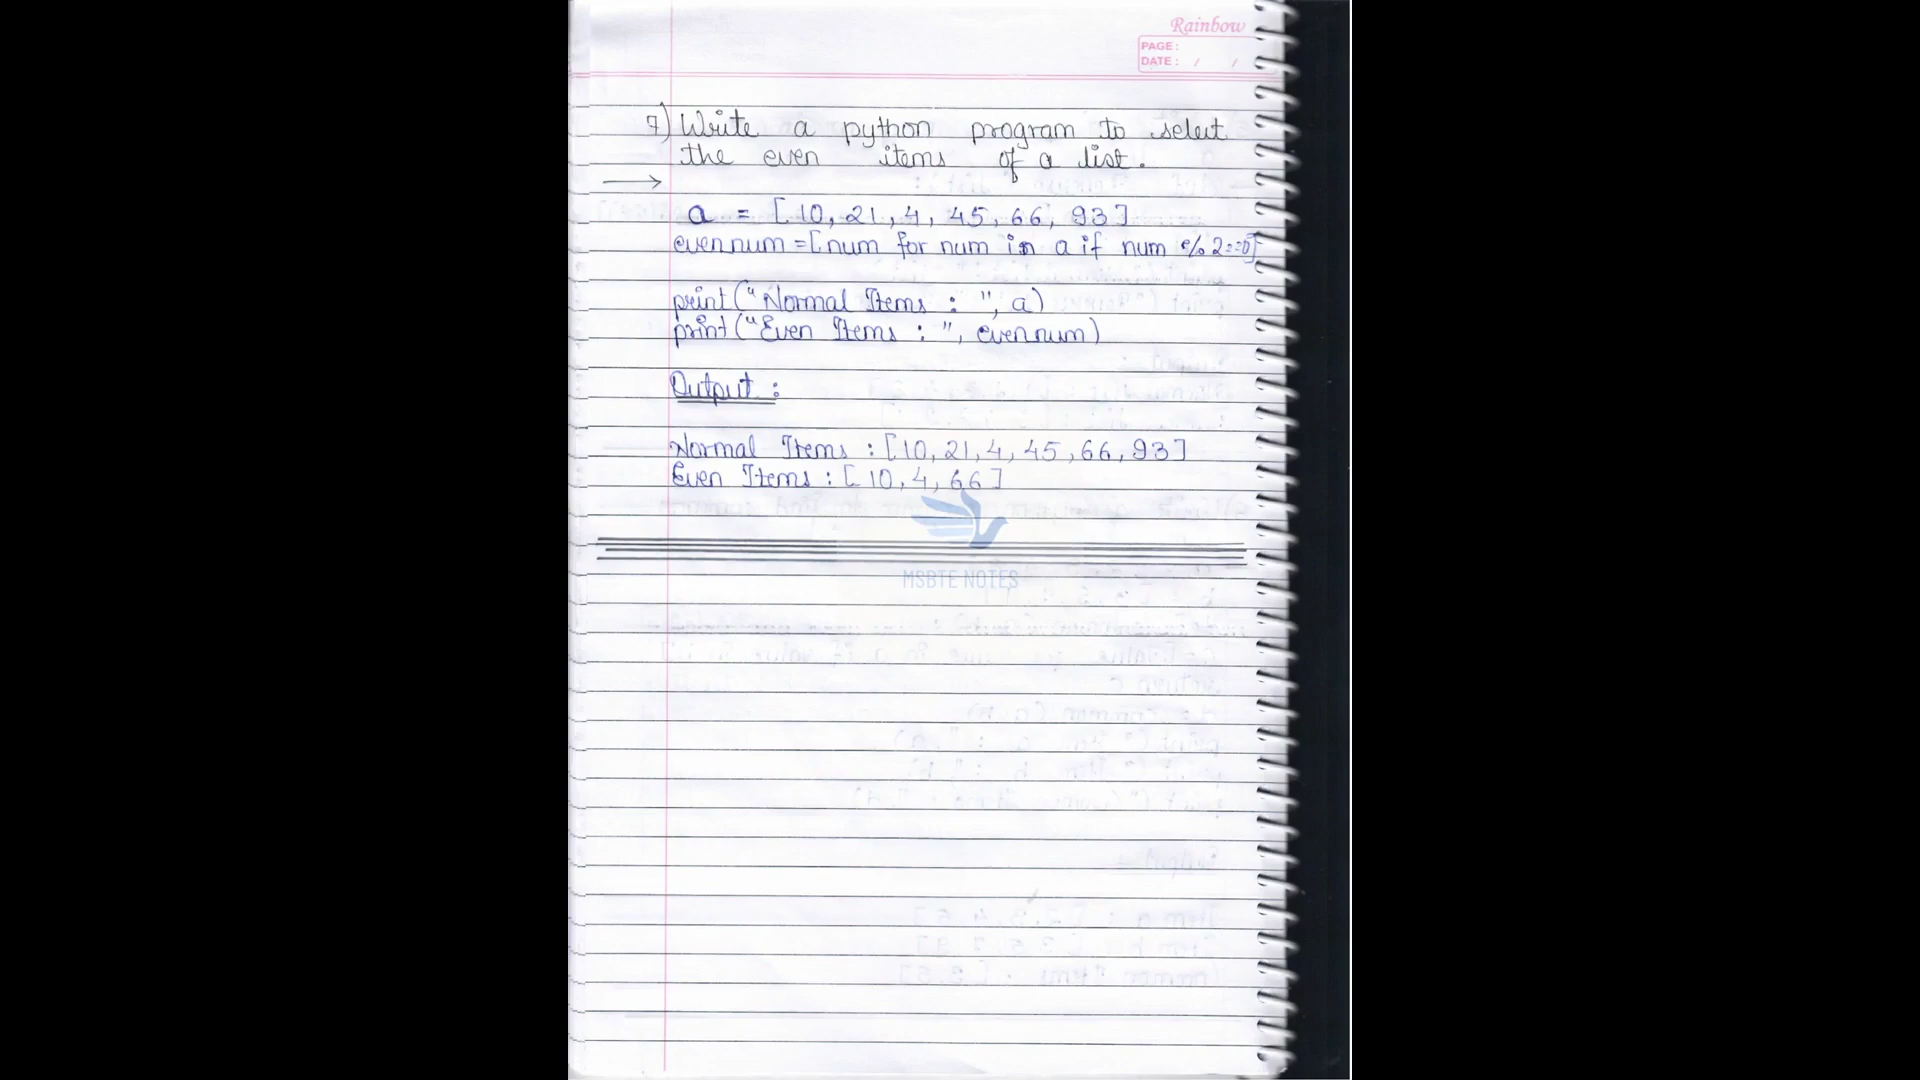 Rainbow
PAGE:
DATE: / /
7) Write a python program to select
the even items of a list.
→
a = [10, 21, 4, 45, 66, 93]
evennum = [num for num in a if num % 2==0]
print("Normal Items : ", a)
print("Even Items : ", evennum)
Output :
Normal Items : [10, 21, 4, 45, 66, 93]
Even Items : [10, 4, 66]
MSBTE NOTES